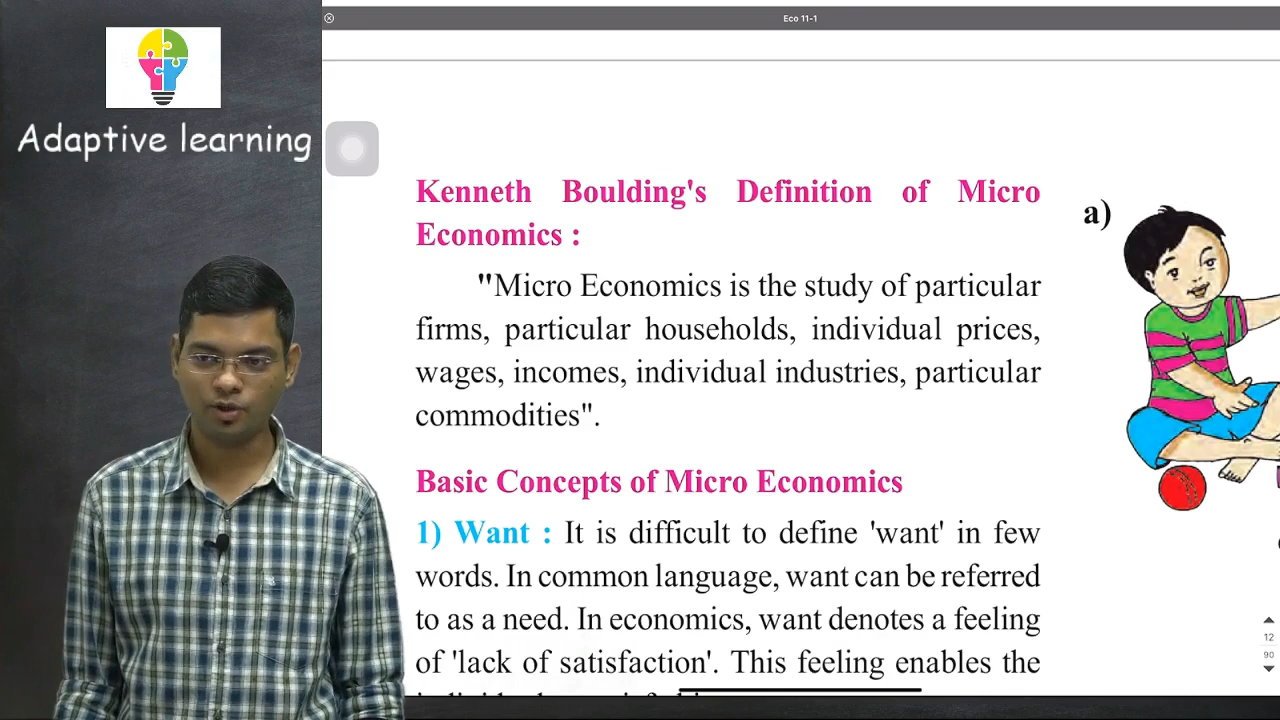 Eco 11-1
Adaptive learning
Kenneth Boulding's Definition of Micro
Economics :
"Micro Economics is the study of particular
firms, particular households, individual prices,
wages, incomes, individual industries, particular
commodities".
Basic Concepts of Micro Economics
1) Want : It is difficult to define 'want' in few
words. In common language, want can be referred
to as a need. In economics, want denotes a feeling
of 'lack of satisfaction'. This feeling enables the
a)
12
90